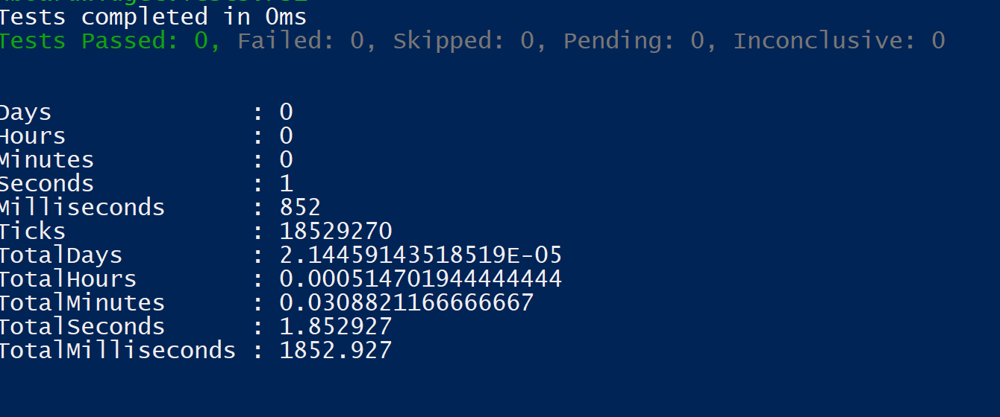 Tests completed in 0ms
Tests Passed: 0, Failed: 0, Skipped: 0, Pending: 0, Inconclusive: 0
Days : 0
Hours : 0
Minutes : 0
Seconds : 1
Milliseconds : 852
Ticks : 18529270
TotalDays : 2.14459143518519E-05
TotalHours : 0.000514701944444444
TotalMinutes : 0.0308821166666667
TotalSeconds : 1.852927
TotalMilliseconds : 1852.927